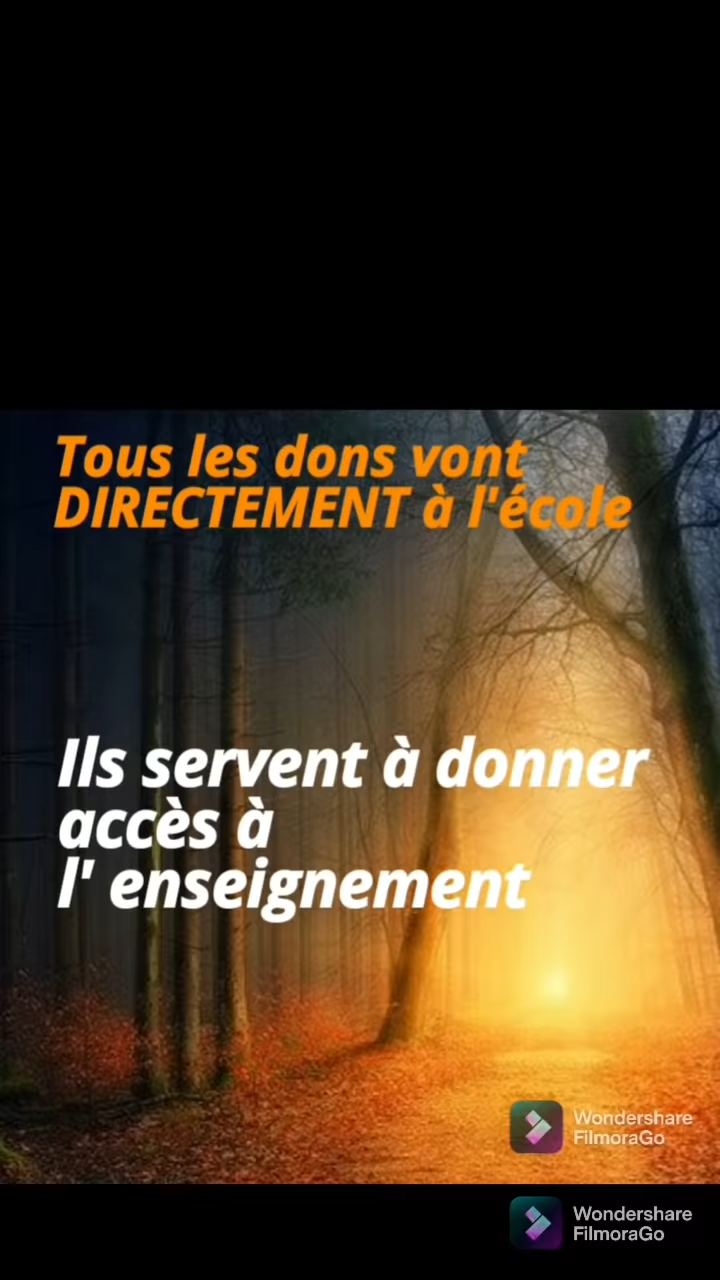 Tous les dons vont
DIRECTEMENT à l'école
Ils servent à donner
accès à
l' enseignement
Wondershare
FilmoraGo
Wondershare
FilmoraGo